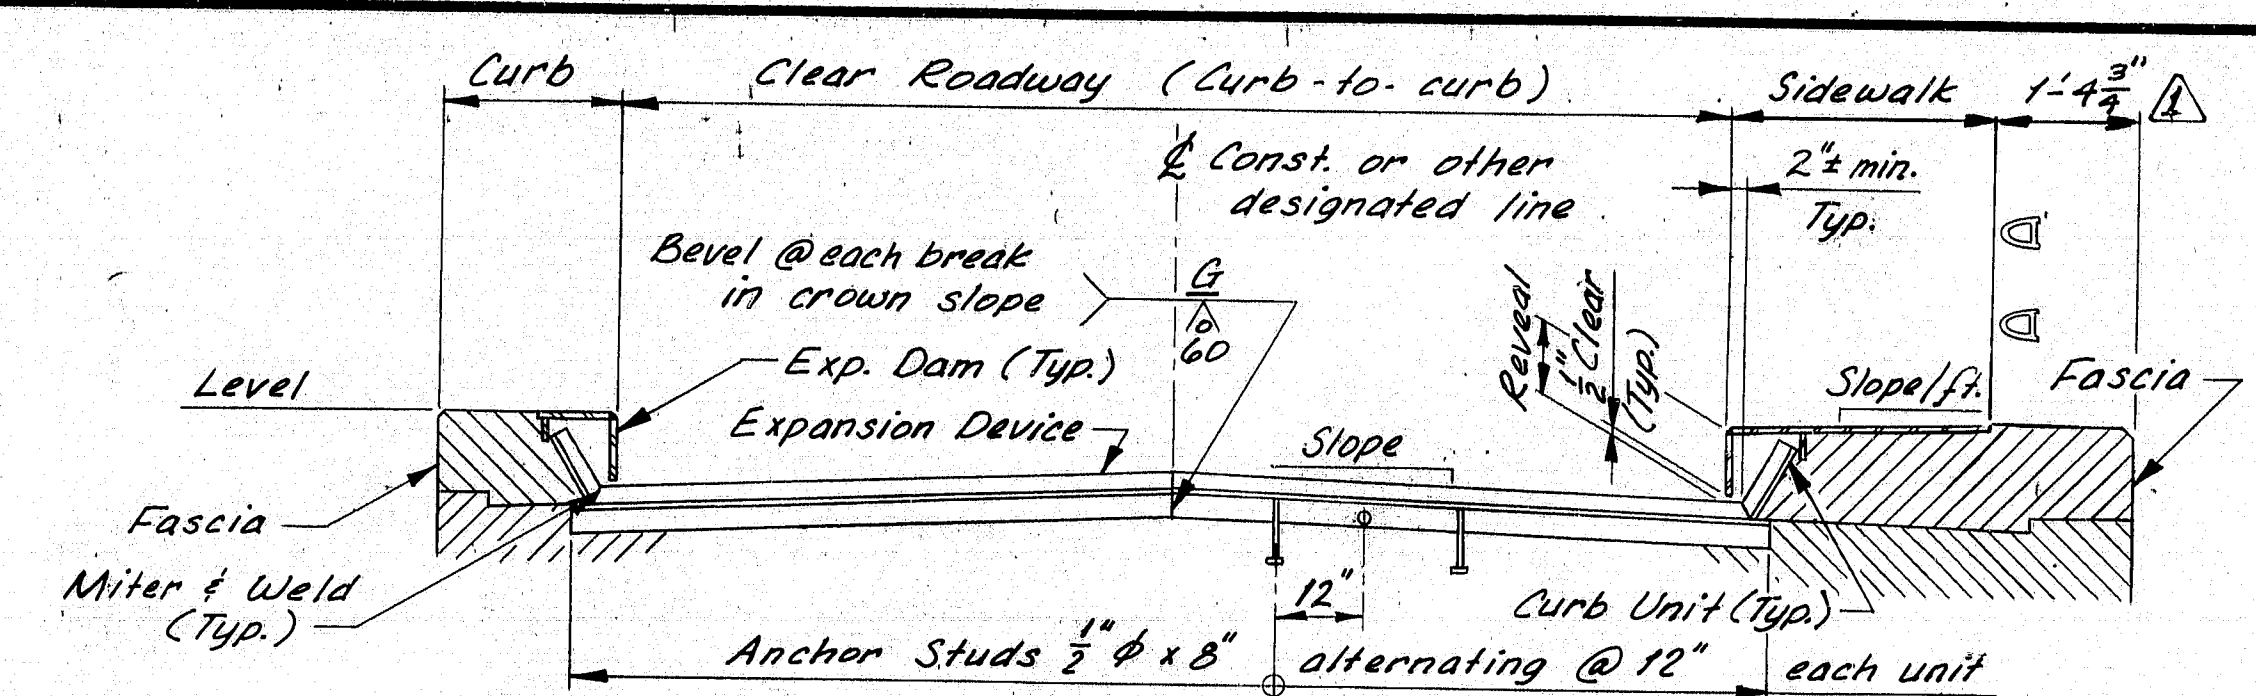 Curb
Clear Roadway (Curb-to-curb)
Sidewalk
1'-4 3/4"
1
℄ Const. or other
designated line
2"± min.
Typ.
Bevel @ each break
in crown slope
G
0
60
Reveal
1/2" Clear
(Typ.)
Exp. Dam (Typ.)
Level
Slope/ft.
Fascia
Expansion Device
Slope
Fascia
Miter & Weld
(Typ.)
12"
Curb Unit (Typ.)
Anchor Studs 1/2" ϕ x 8" alternating @ 12" each unit